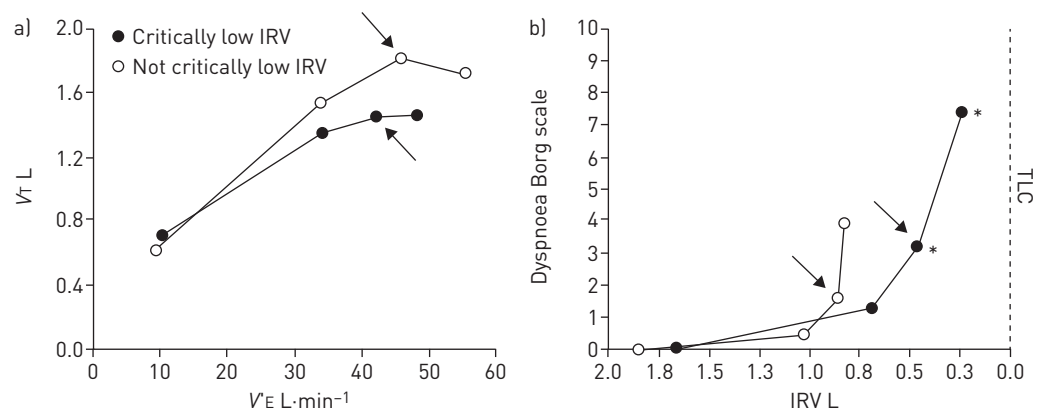 a)
2.0
1.6
1.2
0.8
0.4
0.0
VT L
Critically low IRV
Not critically low IRV
0 10 20 30 40 50 60
V'E L·min⁻¹
b)
10
9
8
7
6
5
4
3
2
1
0
Dyspnoea Borg scale
*
*
TLC
2.0 1.8 1.5 1.3 1.0 0.8 0.5 0.3 0.0
IRV L